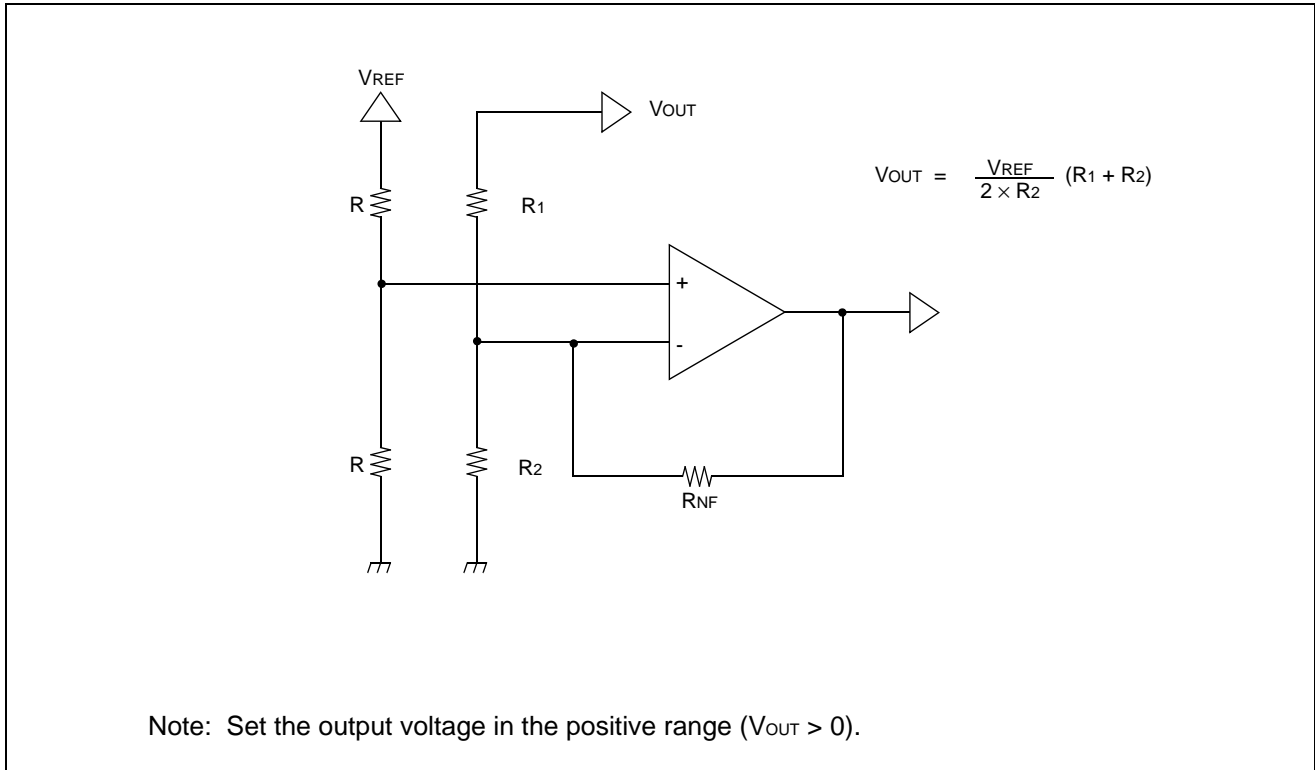 VREF
VOUT
VOUT = VREF / 2 × R2 (R1 + R2)
R
R1
+
-
R
R2
RNF
Note: Set the output voltage in the positive range (VOUT > 0).